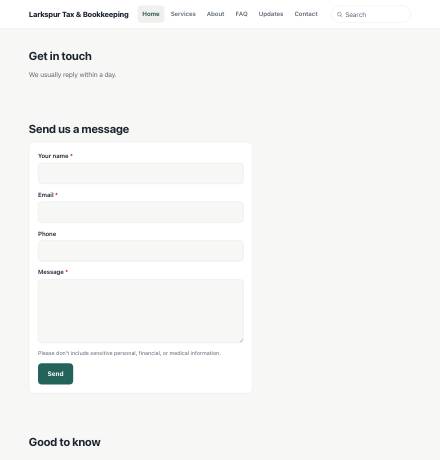 Larkspur Tax & Bookkeeping Home Services About FAQ Updates Contact Search
Get in touch
We usually reply within a day.
Send us a message
Your name *
Email *
Phone
Message *
Please don't include sensitive personal, financial, or medical information.
Send
Good to know